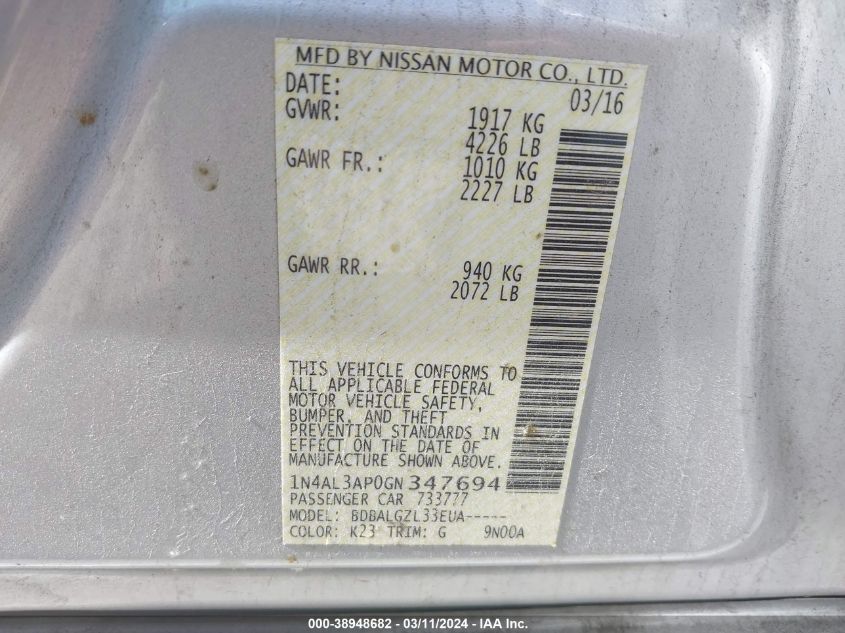 MFD BY NISSAN MOTOR CO., LTD.
DATE: 03/16
GVWR: 1917 KG
4226 LB
GAWR FR.: 1010 KG
2227 LB
GAWR RR.: 940 KG
2072 LB
THIS VEHICLE CONFORMS TO
ALL APPLICABLE FEDERAL
MOTOR VEHICLE SAFETY,
BUMPER, AND THEFT
PREVENTION STANDARDS IN
EFFECT ON THE DATE OF
MANUFACTURE SHOWN ABOVE.
1N4AL3AP0GN347694
PASSENGER CAR 733777
MODEL: BDBALGZL33EUA-----
COLOR: K23 TRIM: G 9N00A
000-38948682 - 03/11/2024 - IAA Inc.